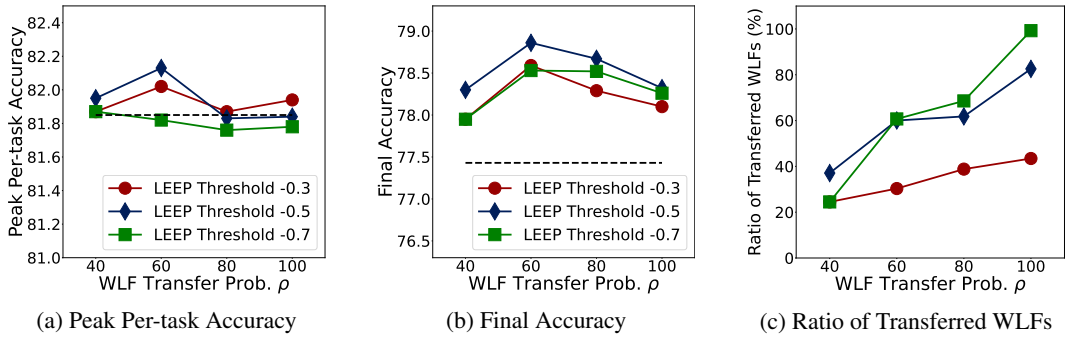 Peak Per-task Accuracy
82.4
82.2
82.0
81.8
81.6
81.4
81.2
81.0
LEEP Threshold -0.3
LEEP Threshold -0.5
LEEP Threshold -0.7
40 60 80 100
WLF Transfer Prob. ρ
(a) Peak Per-task Accuracy
Final Accuracy
79.0
78.5
78.0
77.5
77.0
76.5
LEEP Threshold -0.3
LEEP Threshold -0.5
LEEP Threshold -0.7
40 60 80 100
WLF Transfer Prob. ρ
(b) Final Accuracy
Ratio of Transferred WLFs (%)
100
80
60
40
20
0
40 60 80 100
WLF Transfer Prob. ρ
(c) Ratio of Transferred WLFs